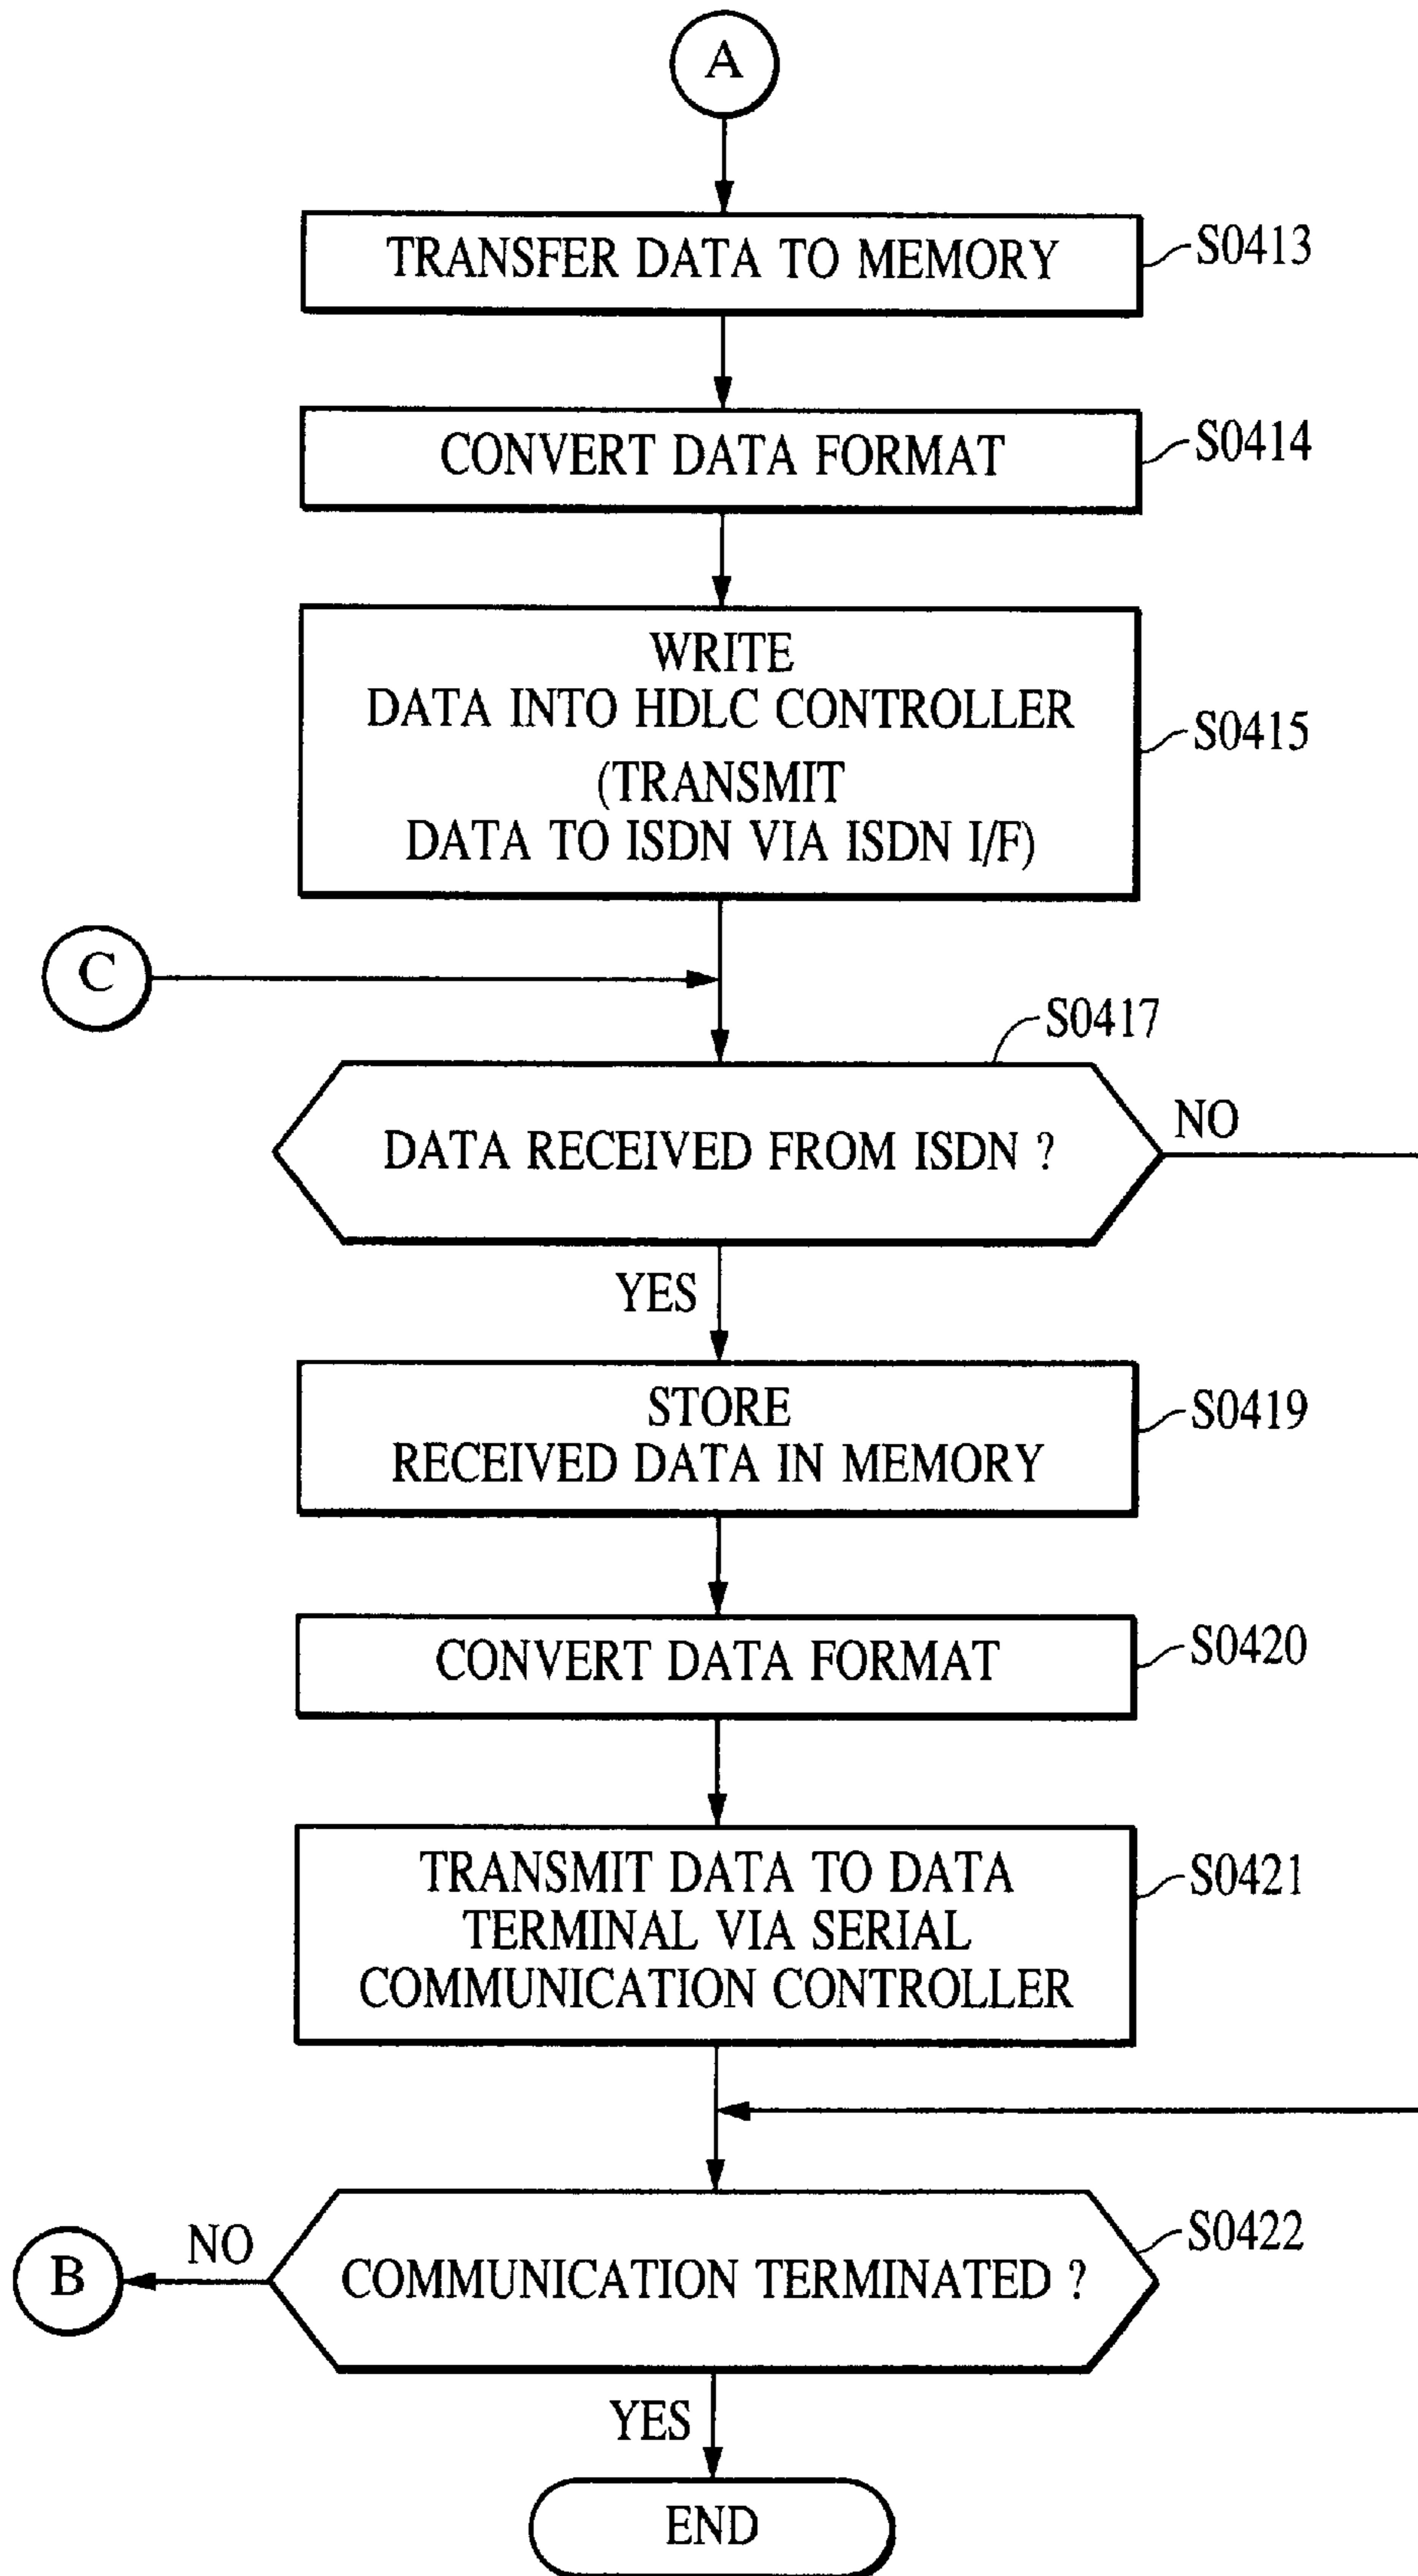 A
TRANSFER DATA TO MEMORY
S0413
CONVERT DATA FORMAT
S0414
WRITE
DATA INTO HDLC CONTROLLER
(TRANSMIT
DATA TO ISDN VIA ISDN I/F)
S0415
C
S0417
DATA RECEIVED FROM ISDN ?
NO
YES
STORE
RECEIVED DATA IN MEMORY
S0419
CONVERT DATA FORMAT
S0420
TRANSMIT DATA TO DATA
TERMINAL VIA SERIAL
COMMUNICATION CONTROLLER
S0421
B
NO
COMMUNICATION TERMINATED ?
S0422
YES
END